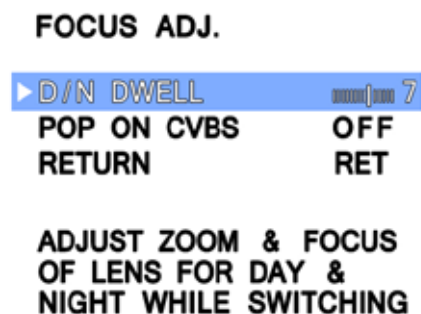 FOCUS ADJ.
D/N DWELL 7
POP ON CVBS OFF
RETURN RET
ADJUST ZOOM & FOCUS
OF LENS FOR DAY &
NIGHT WHILE SWITCHING